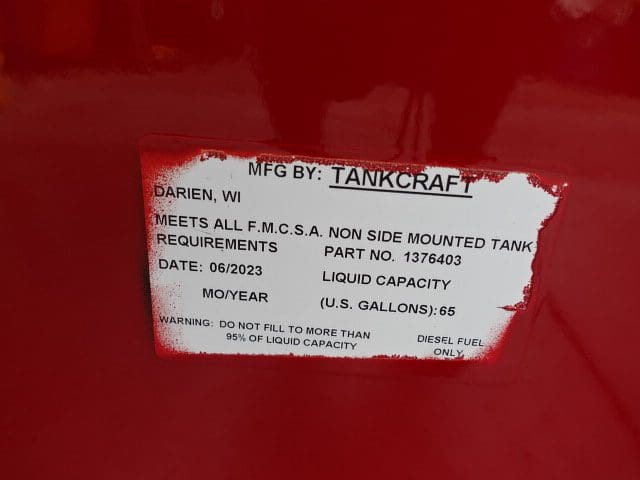 MFG BY: TANKCRAFT
DARIEN, WI
MEETS ALL F.M.C.S.A. NON SIDE MOUNTED TANK
REQUIREMENTS PART NO. 1376403
DATE: 06/2023 LIQUID CAPACITY
MO/YEAR (U.S. GALLONS): 65
WARNING: DO NOT FILL TO MORE THAN
95% OF LIQUID CAPACITY
DIESEL FUEL
ONLY